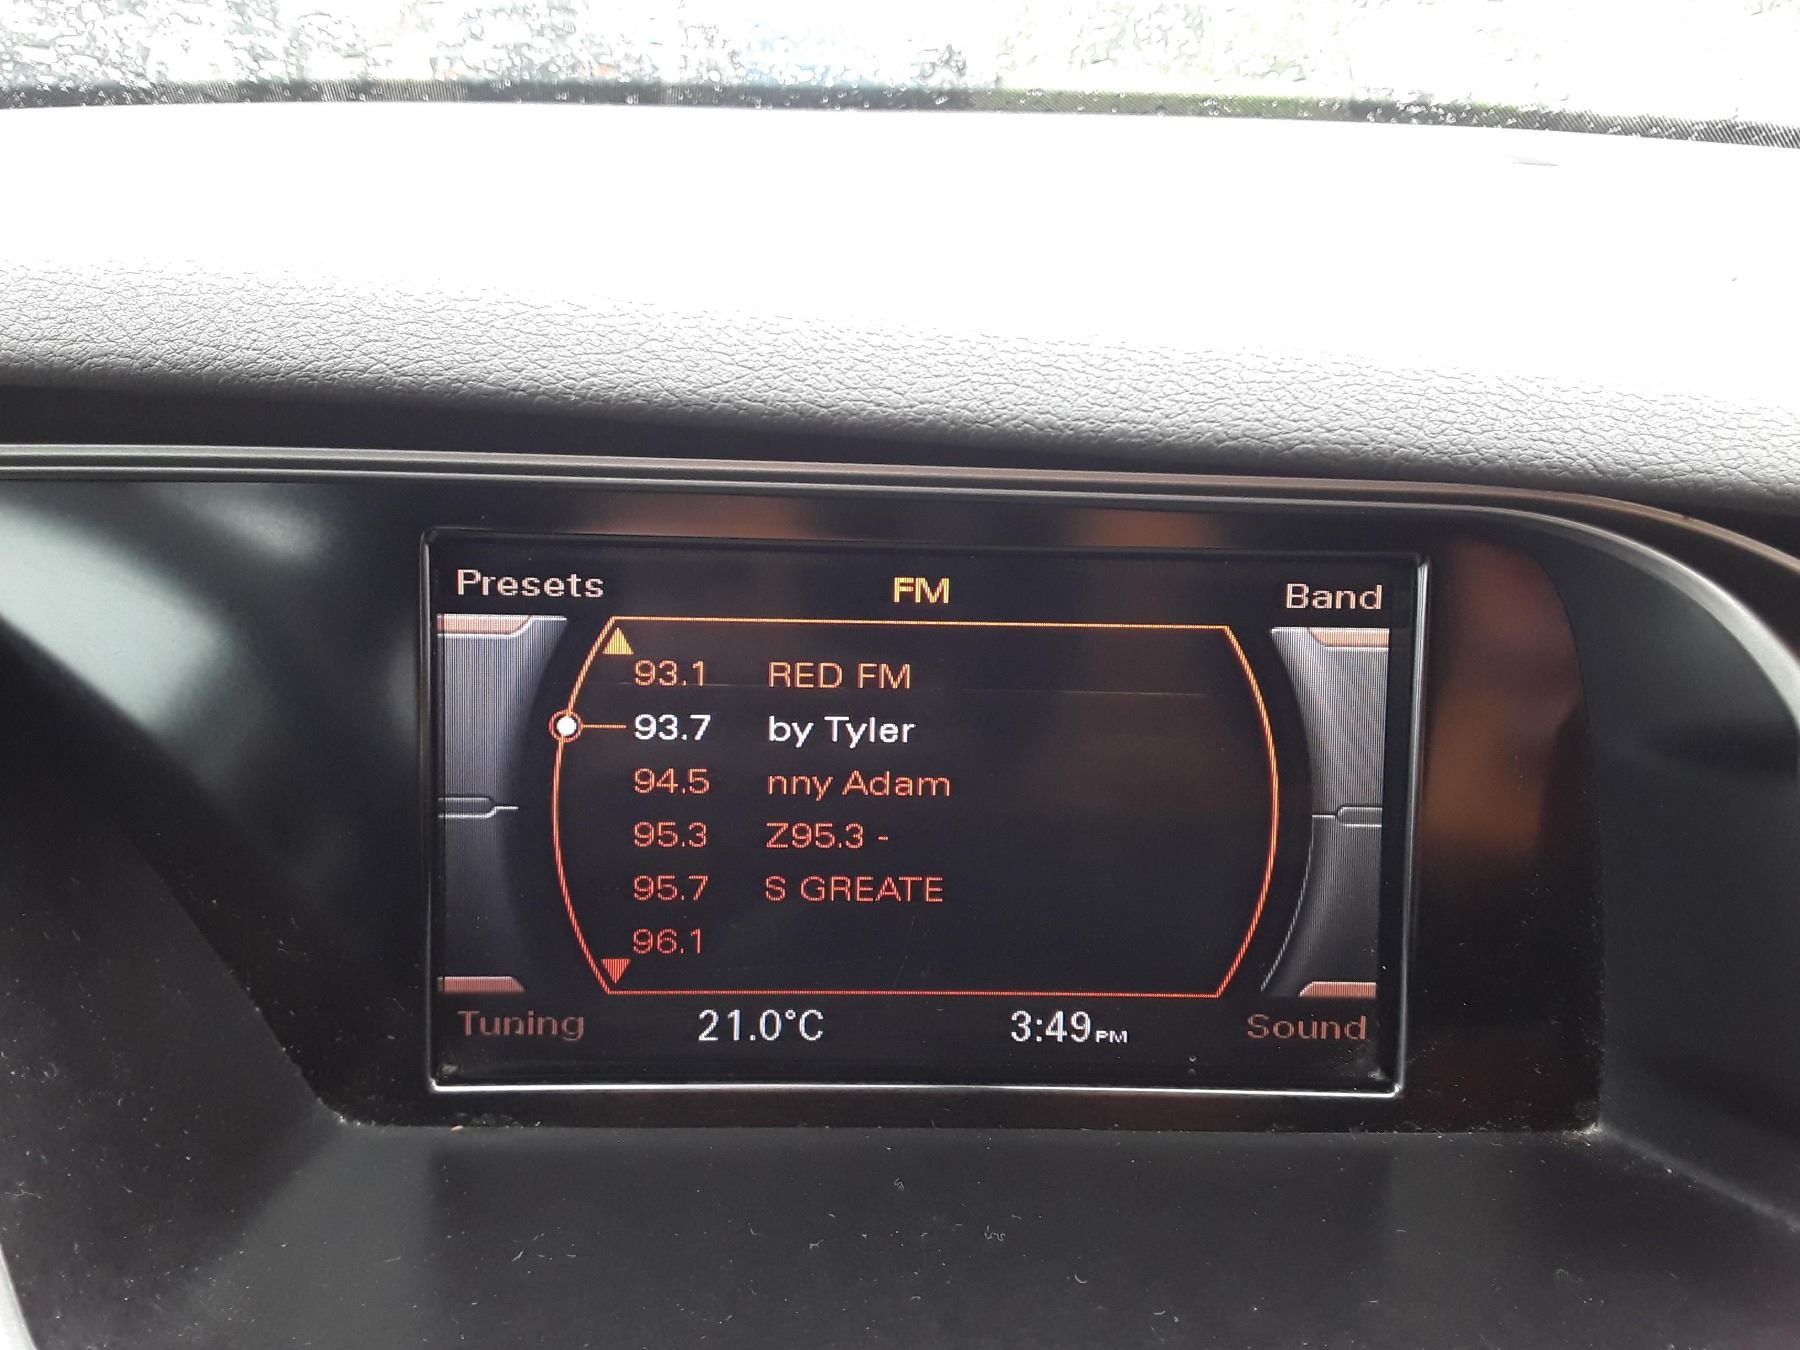 Presets FM Band
93.1 RED FM
93.7 by Tyler
94.5 nny Adam
95.3 Z95.3 -
95.7 S GREATE
96.1
Tuning 21.0°C 3:49PM Sound